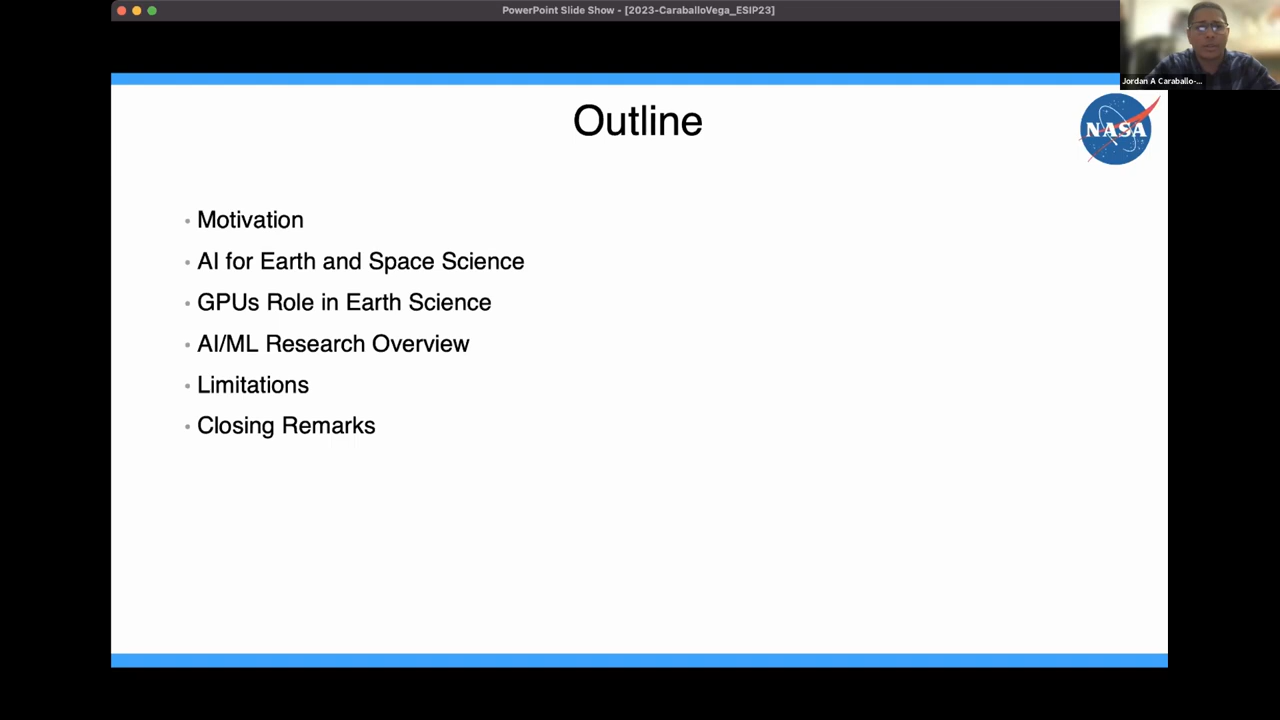 PowerPoint Slide Show - [2023-CaraballoVega_ESIP23]
Jordan A Caraballo-...
Outline
NASA
• Motivation
• AI for Earth and Space Science
• GPUs Role in Earth Science
• AI/ML Research Overview
• Limitations
• Closing Remarks